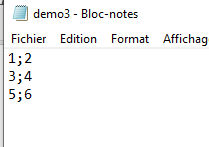 demo3 - Bloc-notes
Fichier Edition Format Affichag
1;2
3;4
5;6